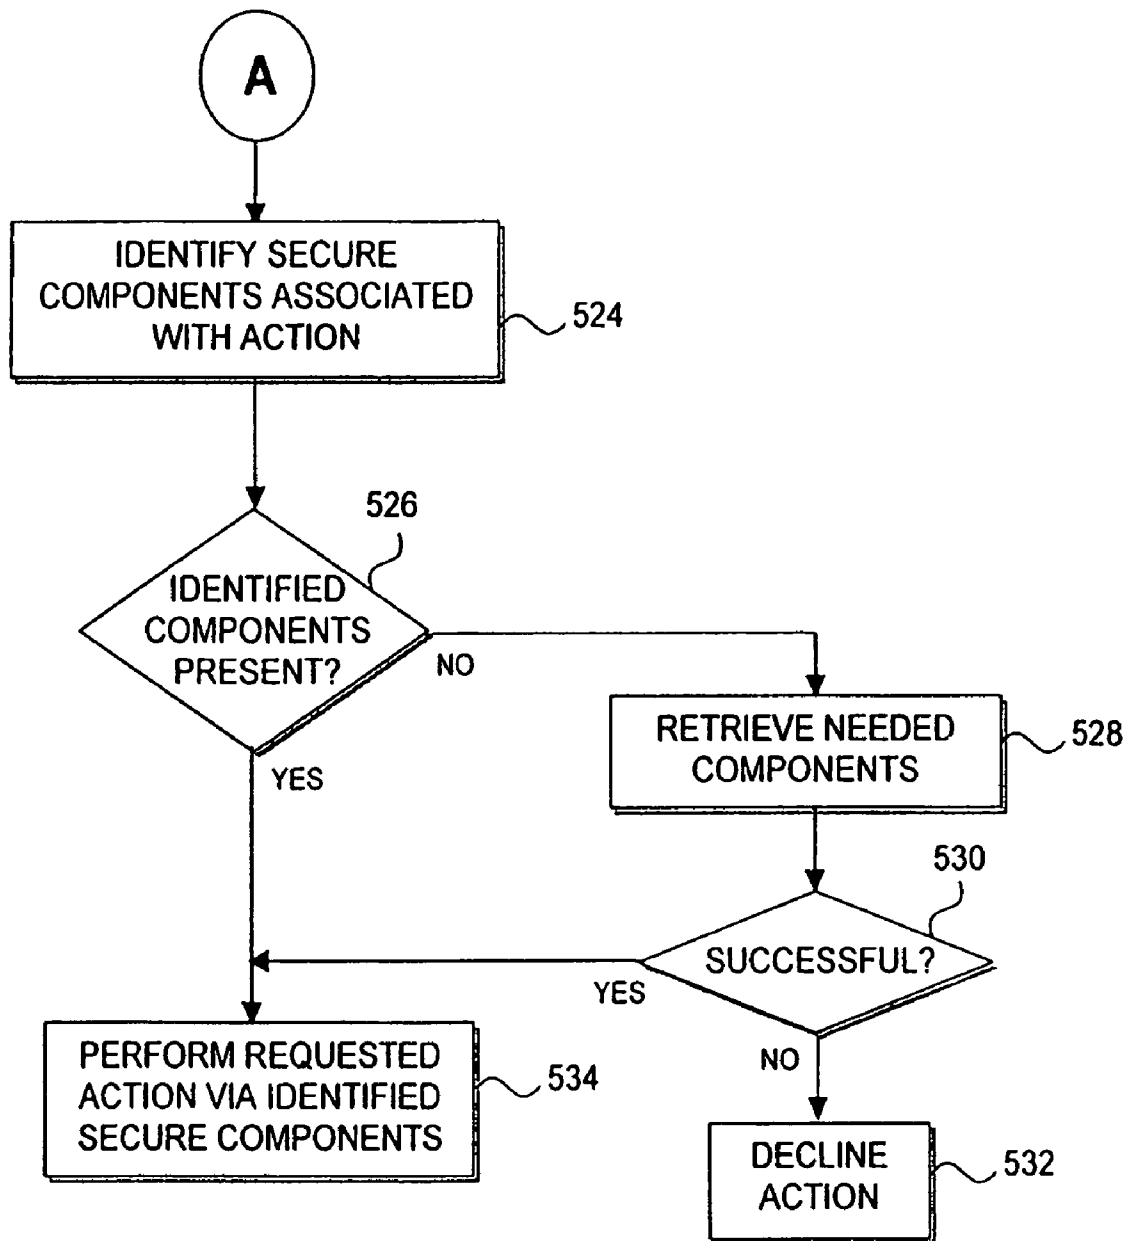 A
IDENTIFY SECURE
COMPONENTS ASSOCIATED
WITH ACTION
524
526
IDENTIFIED
COMPONENTS
PRESENT?
NO
YES
RETRIEVE NEEDED
COMPONENTS
528
530
SUCCESSFUL?
YES
NO
PERFORM REQUESTED
ACTION VIA IDENTIFIED
SECURE COMPONENTS
534
DECLINE
ACTION
532